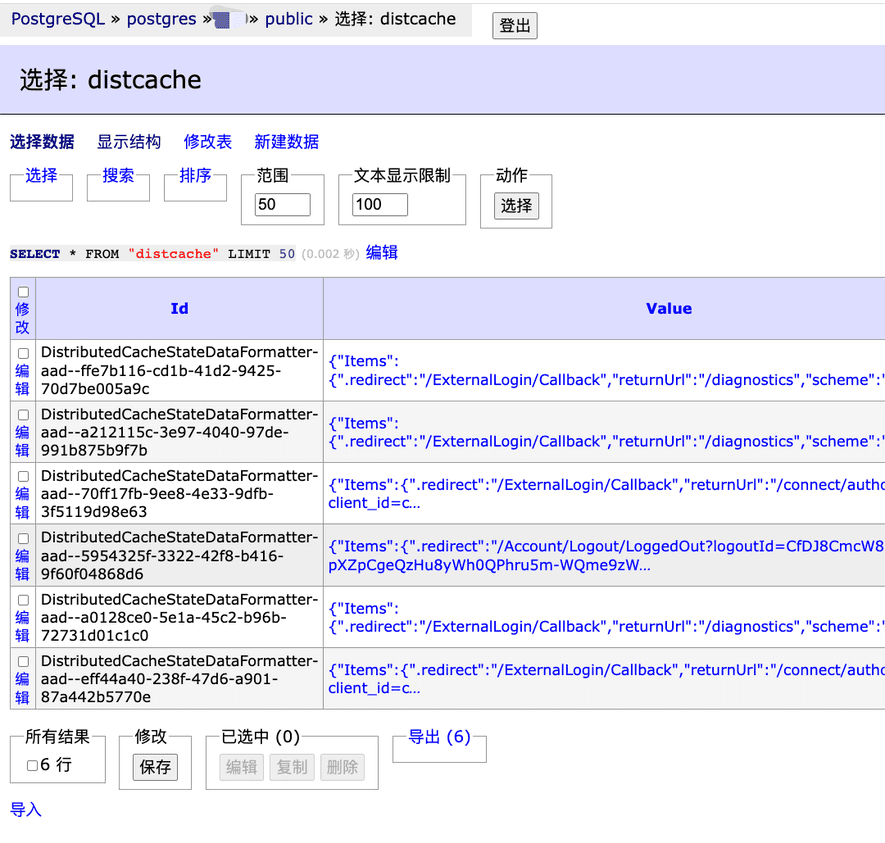 PostgreSQL » postgres » » public » 选择: distcache
登出
选择: distcache
选择数据 显示结构 修改表 新建数据
选择 搜索 排序 范围 文本显示限制 动作
50 100 选择
SELECT * FROM "distcache" LIMIT 50 (0.002 秒) 编辑
修改 Id Value
编辑
DistributedCacheStateDataFormatter-
aad--ffe7b116-cd1b-41d2-9425-
70d7be005a9c
{"Items":
{".redirect":"/ExternalLogin/Callback","returnUrl":"/diagnostics","scheme":"
编辑
DistributedCacheStateDataFormatter-
aad--a212115c-3e97-4040-97de-
991b875b9f7b
{"Items":
{".redirect":"/ExternalLogin/Callback","returnUrl":"/diagnostics","scheme":"
编辑
DistributedCacheStateDataFormatter-
aad--70ff17fb-9ee8-4e33-9dfb-
3f5119d98e63
{"Items":{".redirect":"/ExternalLogin/Callback","returnUrl":"/connect/autho
client_id=c...
编辑
DistributedCacheStateDataFormatter-
aad--5954325f-3322-42f8-b416-
9f60f04868d6
{"Items":{".redirect":"/Account/Logout/LoggedOut?logoutId=CfDJ8CmcW8
pXZpCgeQzHu8yWh0QPhru5m-WQme9zW...
编辑
DistributedCacheStateDataFormatter-
aad--a0128ce0-5e1a-45c2-b96b-
72731d01c1c0
{"Items":
{".redirect":"/ExternalLogin/Callback","returnUrl":"/diagnostics","scheme":"
编辑
DistributedCacheStateDataFormatter-
aad--eff44a40-238f-47d6-a901-
87a442b5770e
{"Items":{".redirect":"/ExternalLogin/Callback","returnUrl":"/connect/autho
client_id=c...
所有结果 修改 已选中 (0) 导出 (6)
6 行 保存 编辑 复制 删除
导入